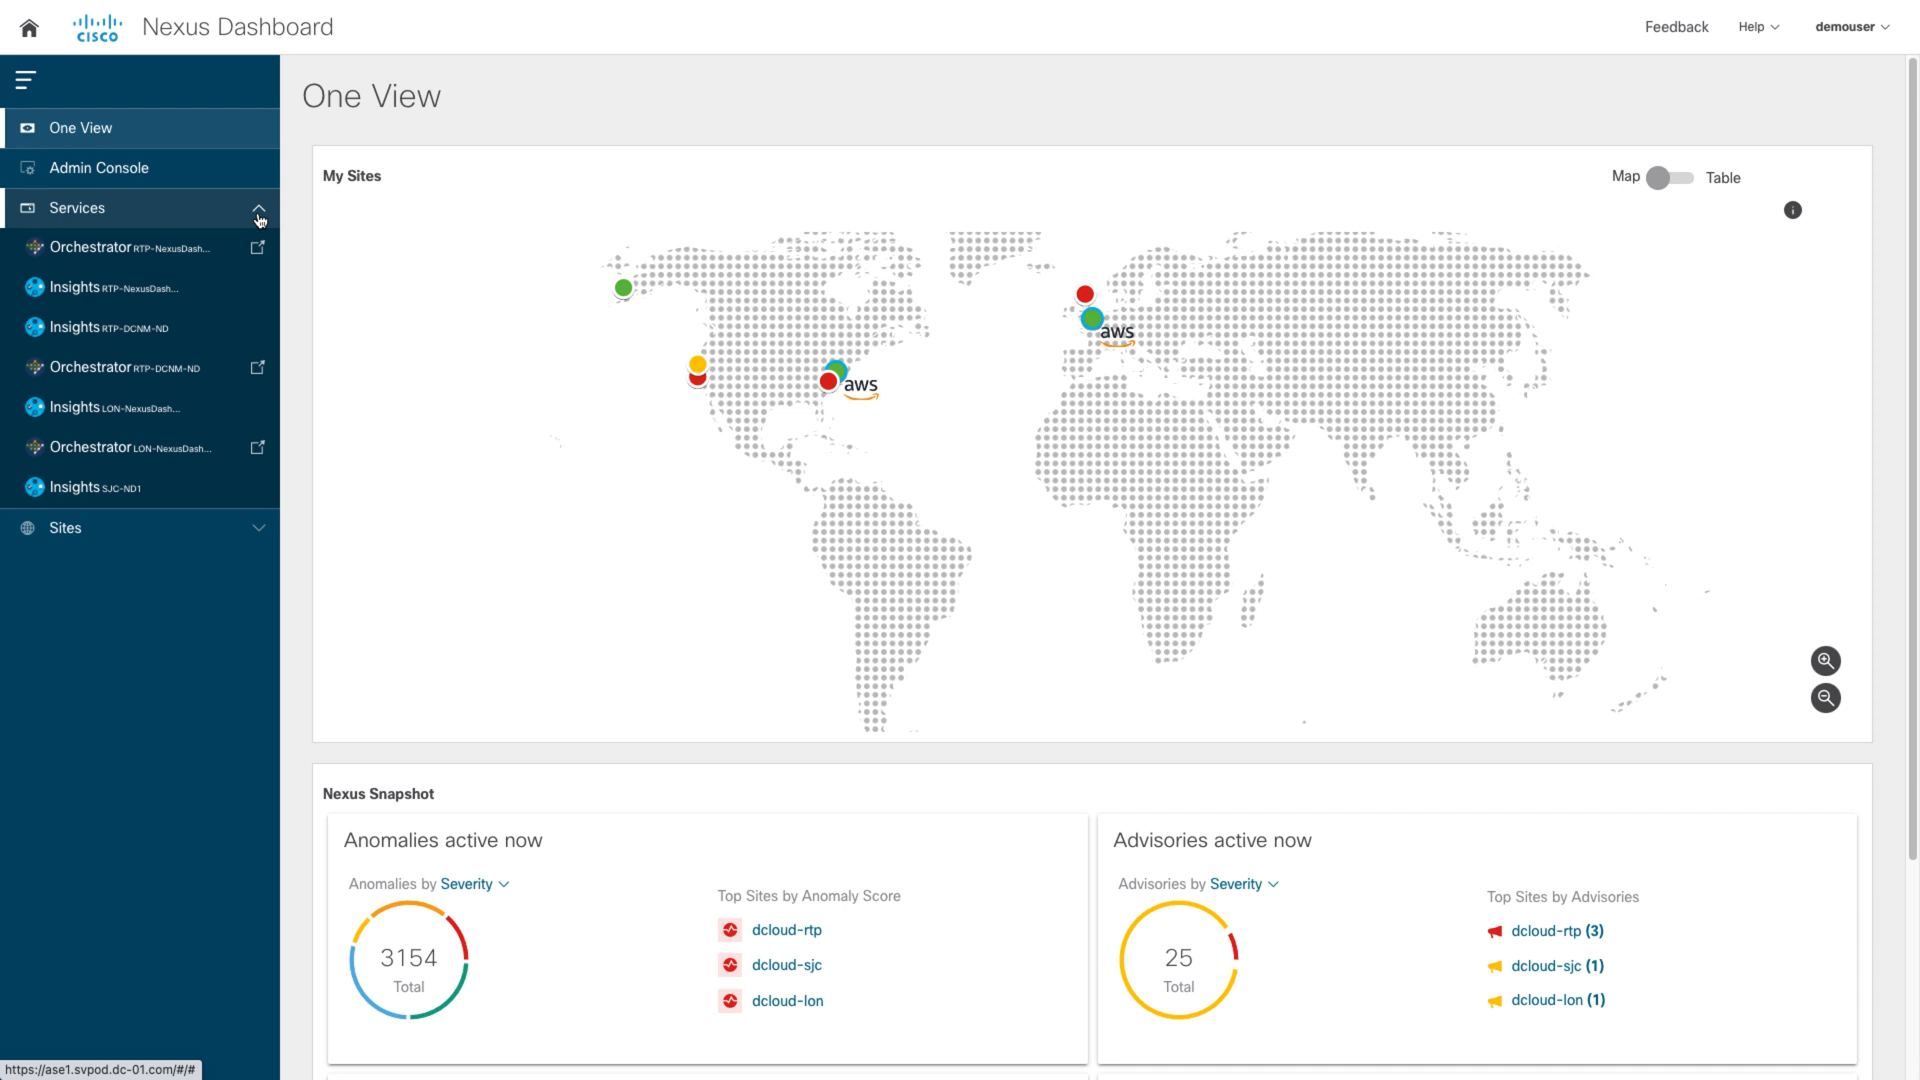 CISCO
Nexus Dashboard
Feedback
Help
demouser
One View
Admin Console
Services
Orchestrator RTP-NexusDash...
Insights RTP-NexusDash...
Insights RTP-DCNM-ND
Orchestrator RTP-DCNM-ND
Insights LON-NexusDash...
Orchestrator LON-NexusDash...
Insights SJC-ND1
Sites
One View
My Sites
Map
Table
aws
aws
Nexus Snapshot
Anomalies active now
Anomalies by Severity
3154
Total
Top Sites by Anomaly Score
dcloud-rtp
dcloud-sjc
dcloud-lon
Advisories active now
Advisories by Severity
25
Total
Top Sites by Advisories
dcloud-rtp (3)
dcloud-sjc (1)
dcloud-lon (1)
https://ase1.svpod.dc-01.com/#/#